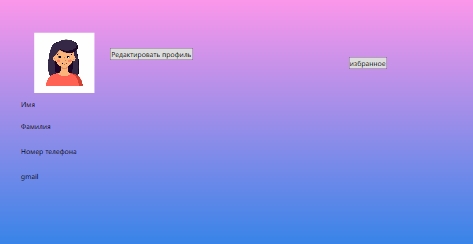 Редактировать профиль
избранное
Имя
Фамилия
Номер телефона
gmail